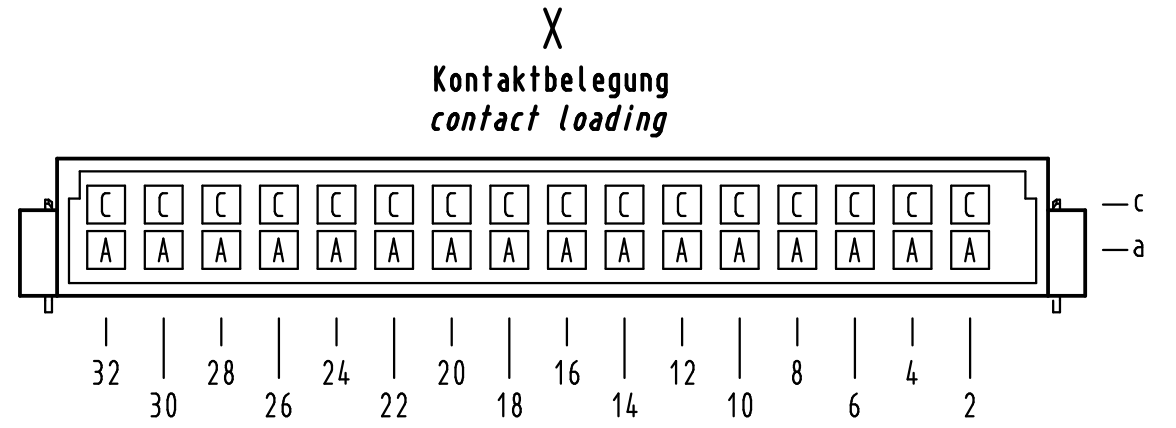 X
Kontaktbelegung
contact loading
C C C C C C C C C C C C C C C C c
A A A A A A A A A A A A A A A A a
32 28 24 20 16 12 8 4
30 26 22 18 14 10 6 2